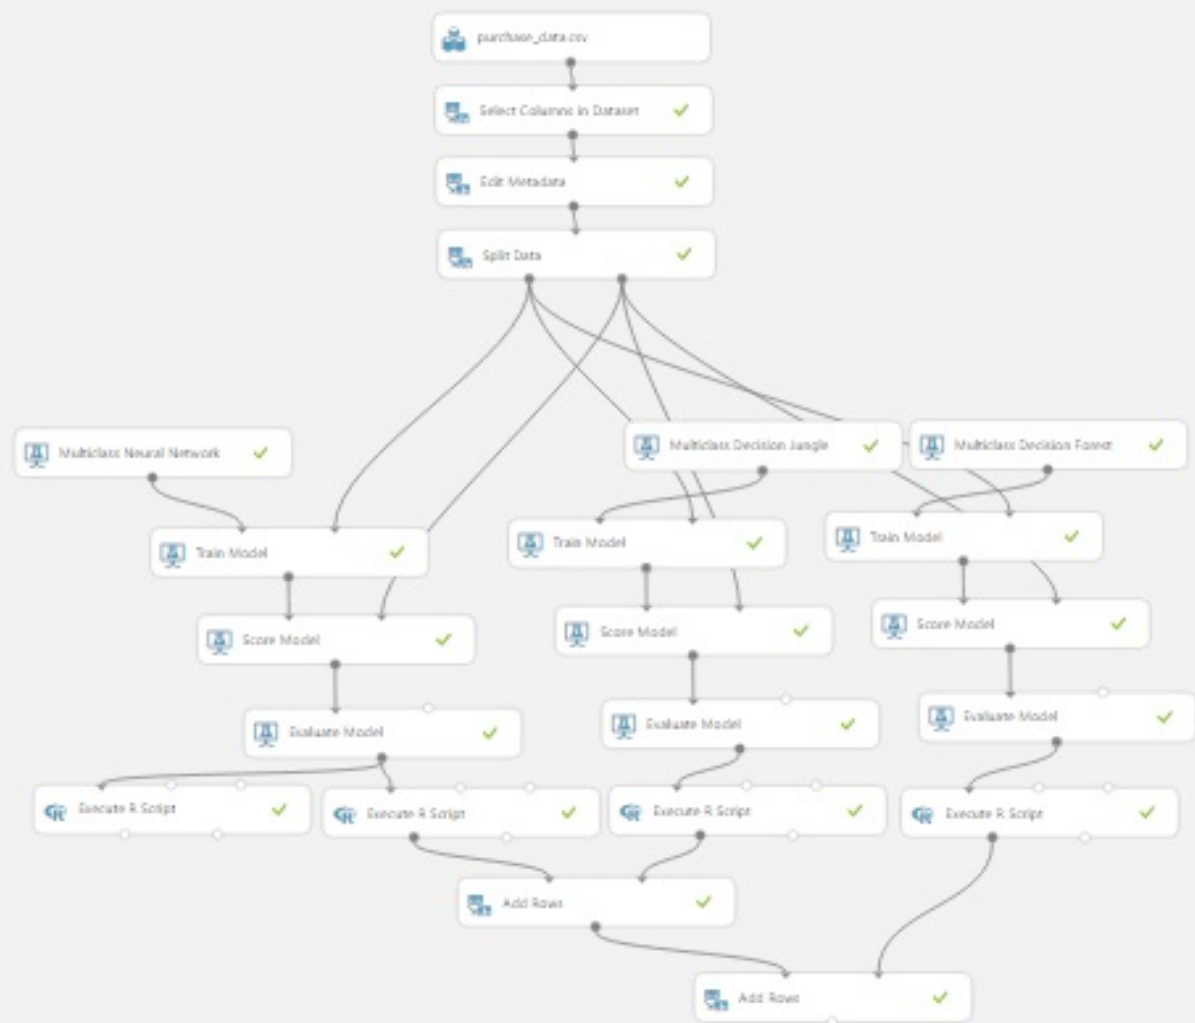 purchase_data.csv
Select Columns in Dataset
Edit Metadata
Split Data
Multiclass Neural Network
Multiclass Decision Jungle
Multiclass Decision Forest
Train Model
Train Model
Train Model
Score Model
Score Model
Score Model
Evaluate Model
Evaluate Model
Evaluate Model
Execute R Script
Execute R Script
Execute R Script
Execute R Script
Add Rows
Add Rows